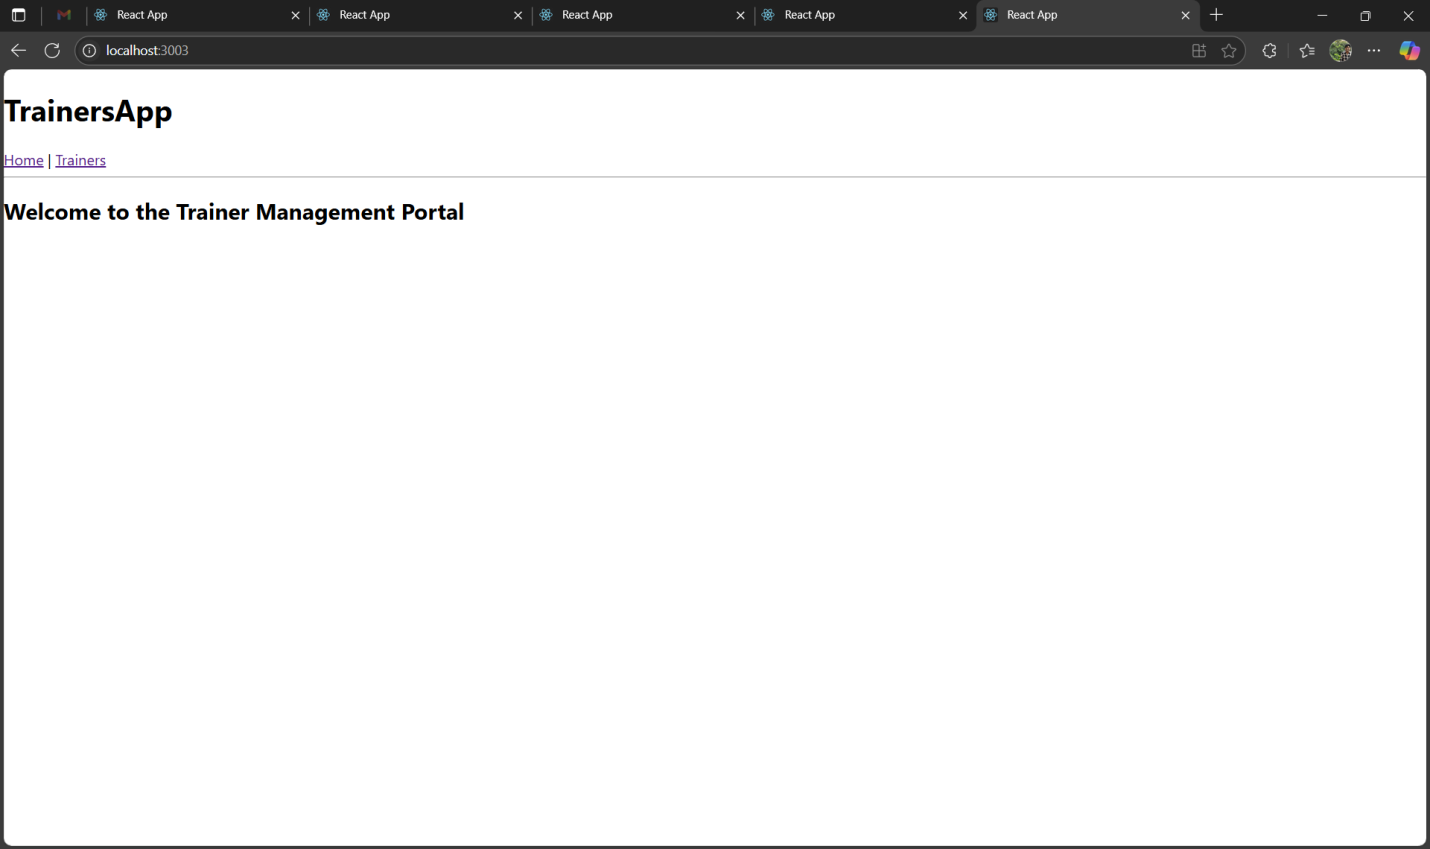 React App
React App
React App
React App
React App
localhost:3003
TrainersApp
Home | Trainers
Welcome to the Trainer Management Portal